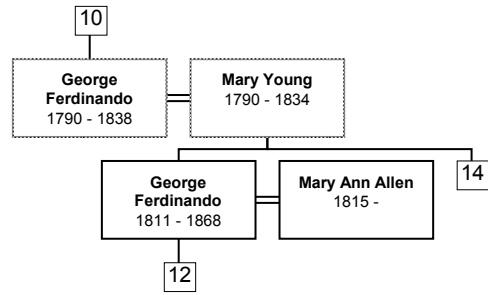 10
George
Ferdinando
1790 - 1838
Mary Young
1790 - 1834
George
Ferdinando
1811 - 1868
Mary Ann Allen
1815 -
14
12